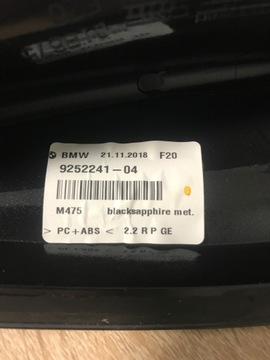 BMW 21.11.2018 F20
9252241-04
M475 blacksapphire met.
> PC+ABS < 2.2 R P GE